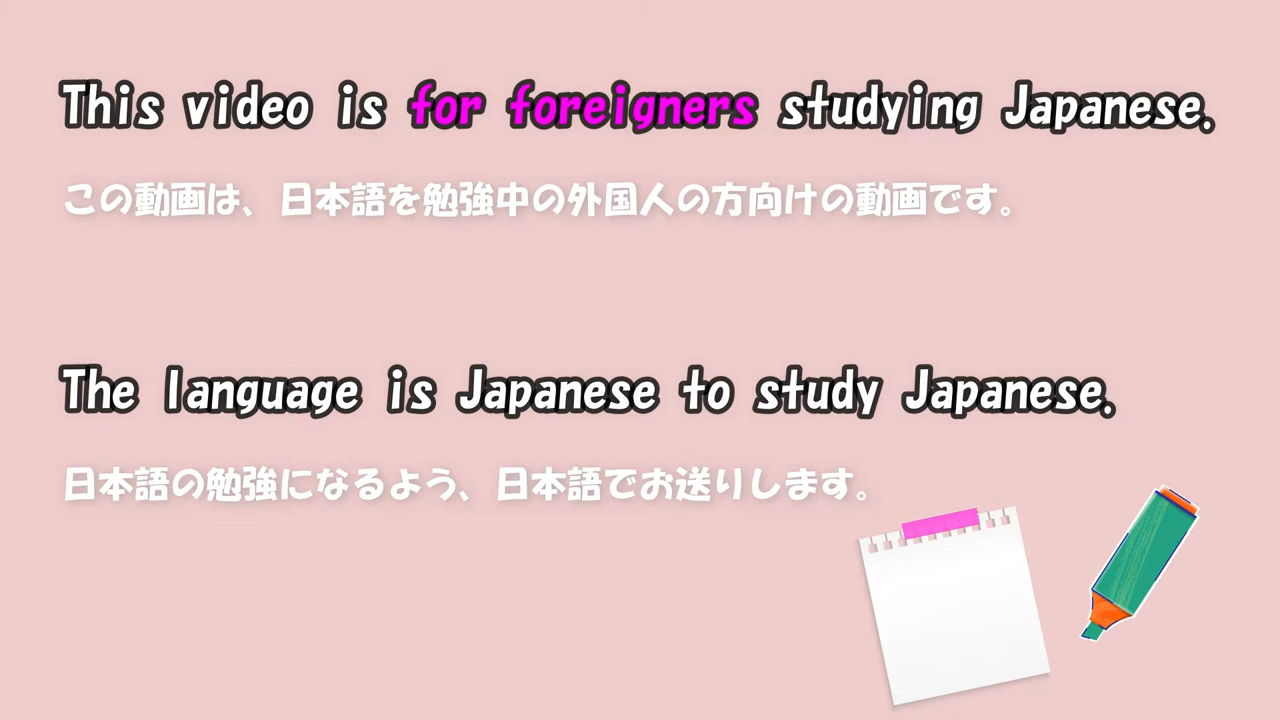 This video is for foreigners studying Japanese.
この動画は、日本語を勉強中の外国人の方向けの動画です。
The language is Japanese to study Japanese.
日本語の勉強になるよう、日本語でお送りします。